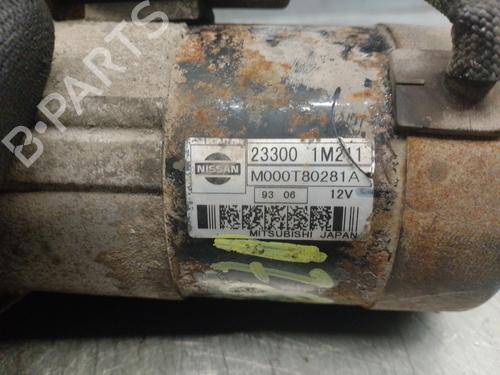 B-PARTS
NISSAN
23300 1M211
M000T80281A
93 06 12V
MITSUBISHI JAPAN